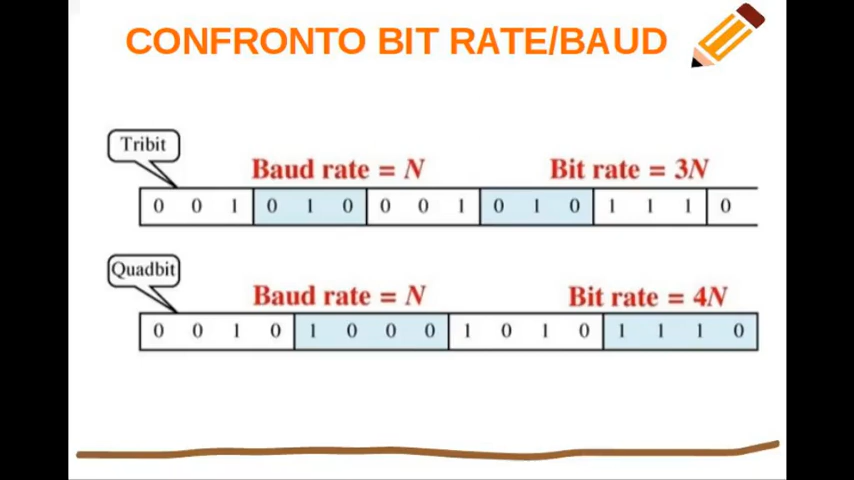 CONFRONTO BIT RATE/BAUD
Tribit
Baud rate = N Bit rate = 3N
0 0 1 0 1 0 0 0 1 0 1 0 1 1 1 0
Quadbit
Baud rate = N Bit rate = 4N
0 0 1 0 1 0 0 0 1 0 1 0 1 1 1 0